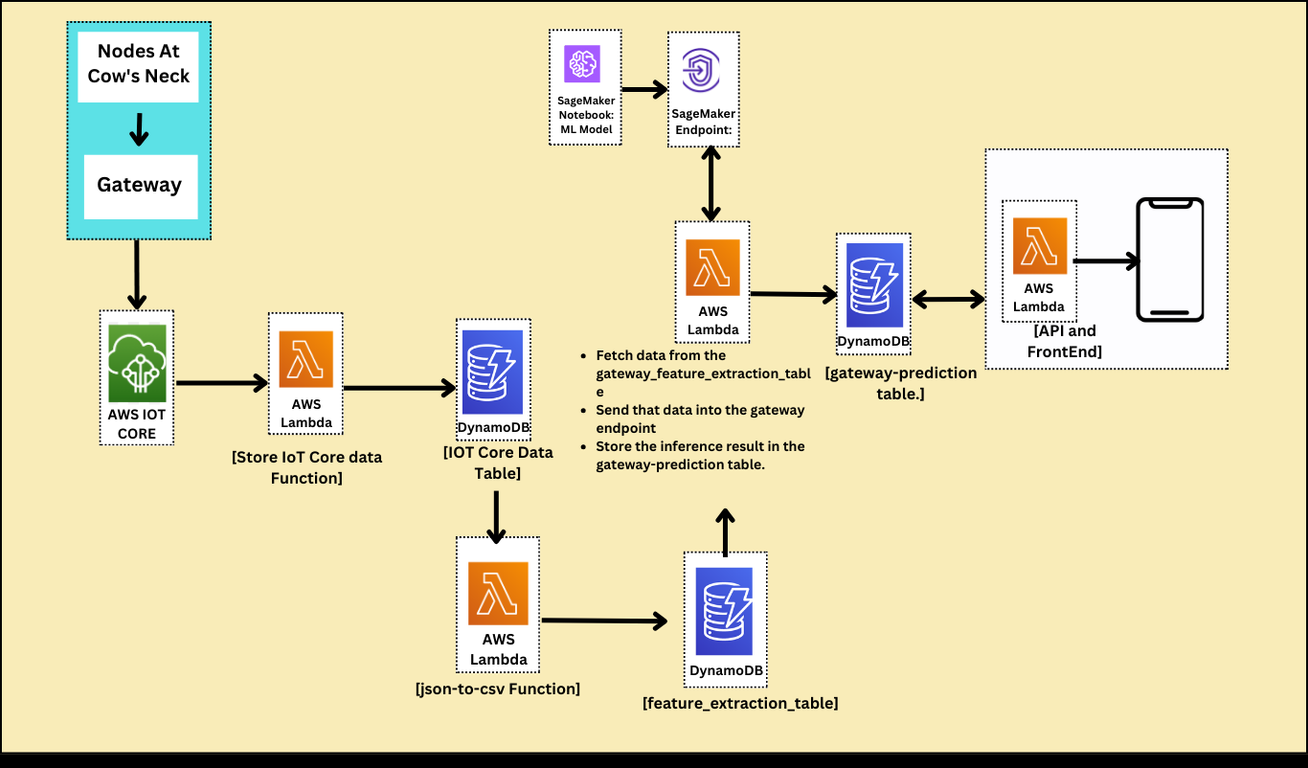 Nodes At
Cow's Neck
Gateway
AWS IOT
CORE
AWS
Lambda
[Store IoT Core data
Function]
DynamoDB
[IOT Core Data
Table]
AWS
Lambda
[json-to-csv Function]
DynamoDB
[feature_extraction_table]
SageMaker
Notebook:
ML Model
SageMaker
Endpoint:
AWS
Lambda
• Fetch data from the
gateway_feature_extraction_tabl
e
• Send that data into the gateway
endpoint
• Store the inference result in the
gateway-prediction table.
DynamoDB
[gateway-prediction
table.]
AWS
Lambda
[API and
FrontEnd]